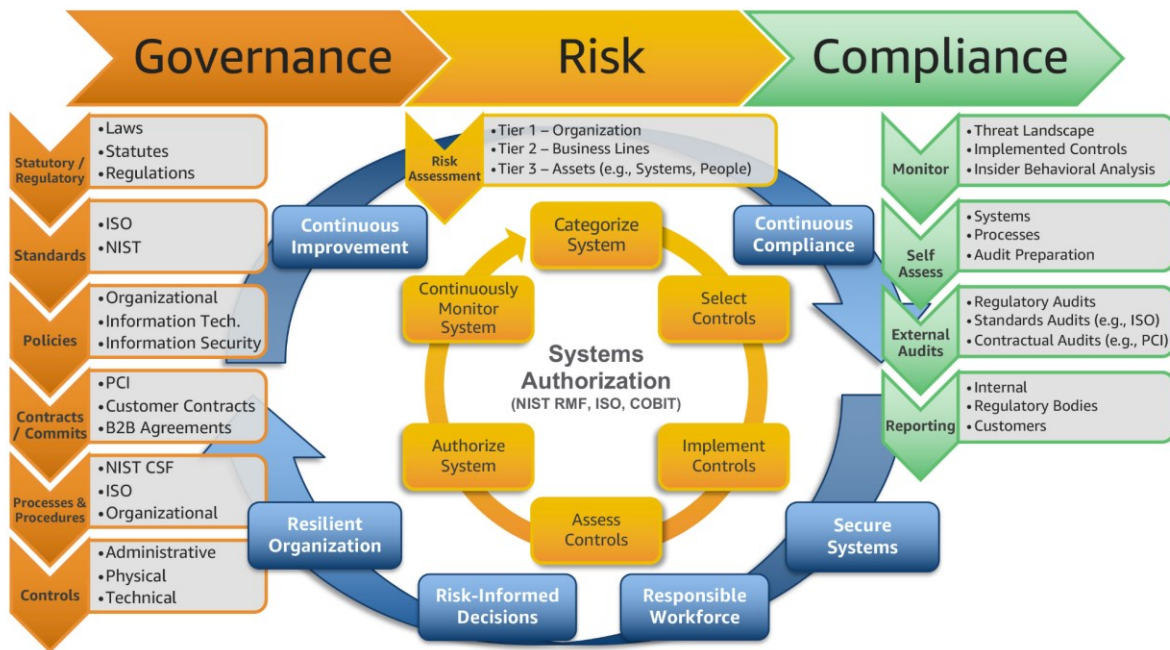 Governance
Risk
Compliance
Statutory /
Regulatory
•Laws
•Statutes
•Regulations
Standards
•ISO
•NIST
Policies
•Organizational
•Information Tech.
•Information Security
Contracts
/ Commits
•PCI
•Customer Contracts
•B2B Agreements
Processes &
Procedures
•NIST CSF
•ISO
•Organizational
Controls
•Administrative
•Physical
•Technical
Risk
Assessment
•Tier 1 – Organization
•Tier 2 – Business Lines
•Tier 3 – Assets (e.g., Systems, People)
Continuous
Improvement
Continuous
Compliance
Categorize
System
Select
Controls
Implement
Controls
Assess
Controls
Authorize
System
Continuously
Monitor
System
Systems
Authorization
(NIST RMF, ISO, COBIT)
Secure
Systems
Responsible
Workforce
Risk-Informed
Decisions
Resilient
Organization
Monitor
•Threat Landscape
•Implemented Controls
•Insider Behavioral Analysis
Self
Assess
•Systems
•Processes
•Audit Preparation
External
Audits
•Regulatory Audits
•Standards Audits (e.g., ISO)
•Contractual Audits (e.g., PCI)
Reporting
•Internal
•Regulatory Bodies
•Customers